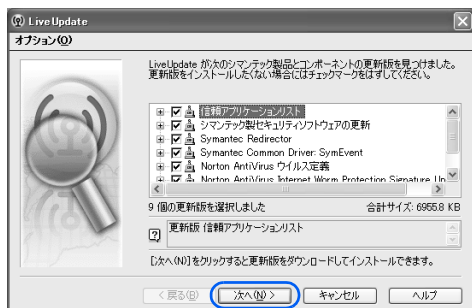 LiveUpdate
オプション(O)
LiveUpdate が次のシマンテック製品とコンポーネントの更新版を見つけました。
更新版をインストールしたくない場合にはチェックマークをはずしてください。
信頼アプリケーションリスト
シマンテック製セキュリティソフトウェアの更新
Symantec Redirector
Symantec Common Driver: SymEvent
Norton AntiVirus ウイルス定義
Norton AntiVirus Internet Worm Protection Signature Up
9 個の更新版を選択しました 合計サイズ: 6955.8 KB
更新版 信頼アプリケーションリスト
[次へ(N)]をクリックすると更新版をダウンロードしてインストールできます。
< 戻る(B) 次へ(N) > キャンセル ヘルプ